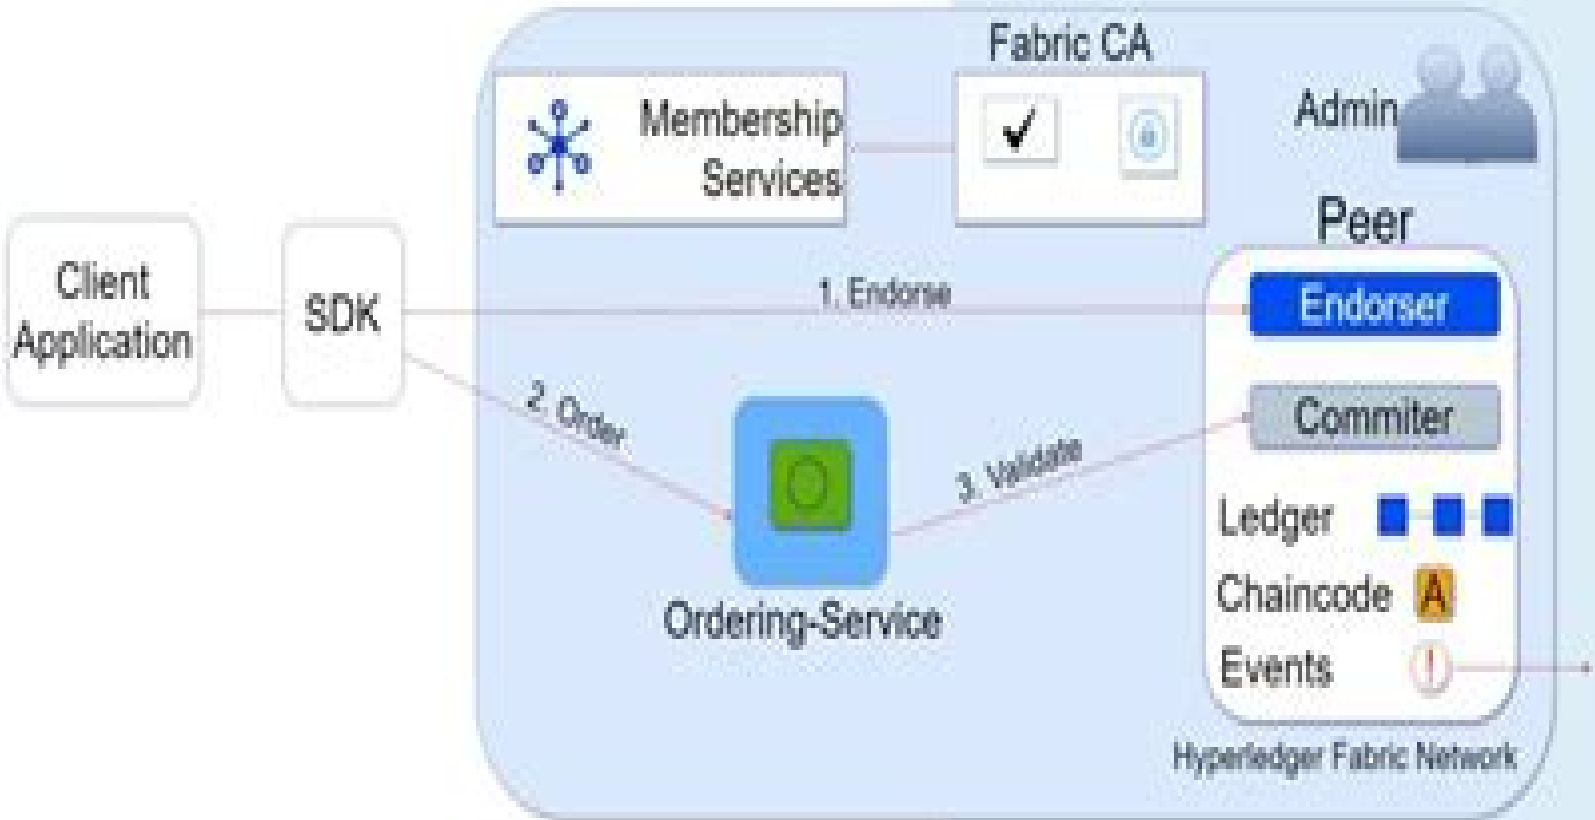 Fabric CA
Membership
Services
✓
Admin
Peer
Client
Application
SDK
1. Endorse
Endorser
2. Order
Commiter
3. Validate
Ledger
Ordering-Service
Chaincode A
Events !
Hyperledger Fabric Network